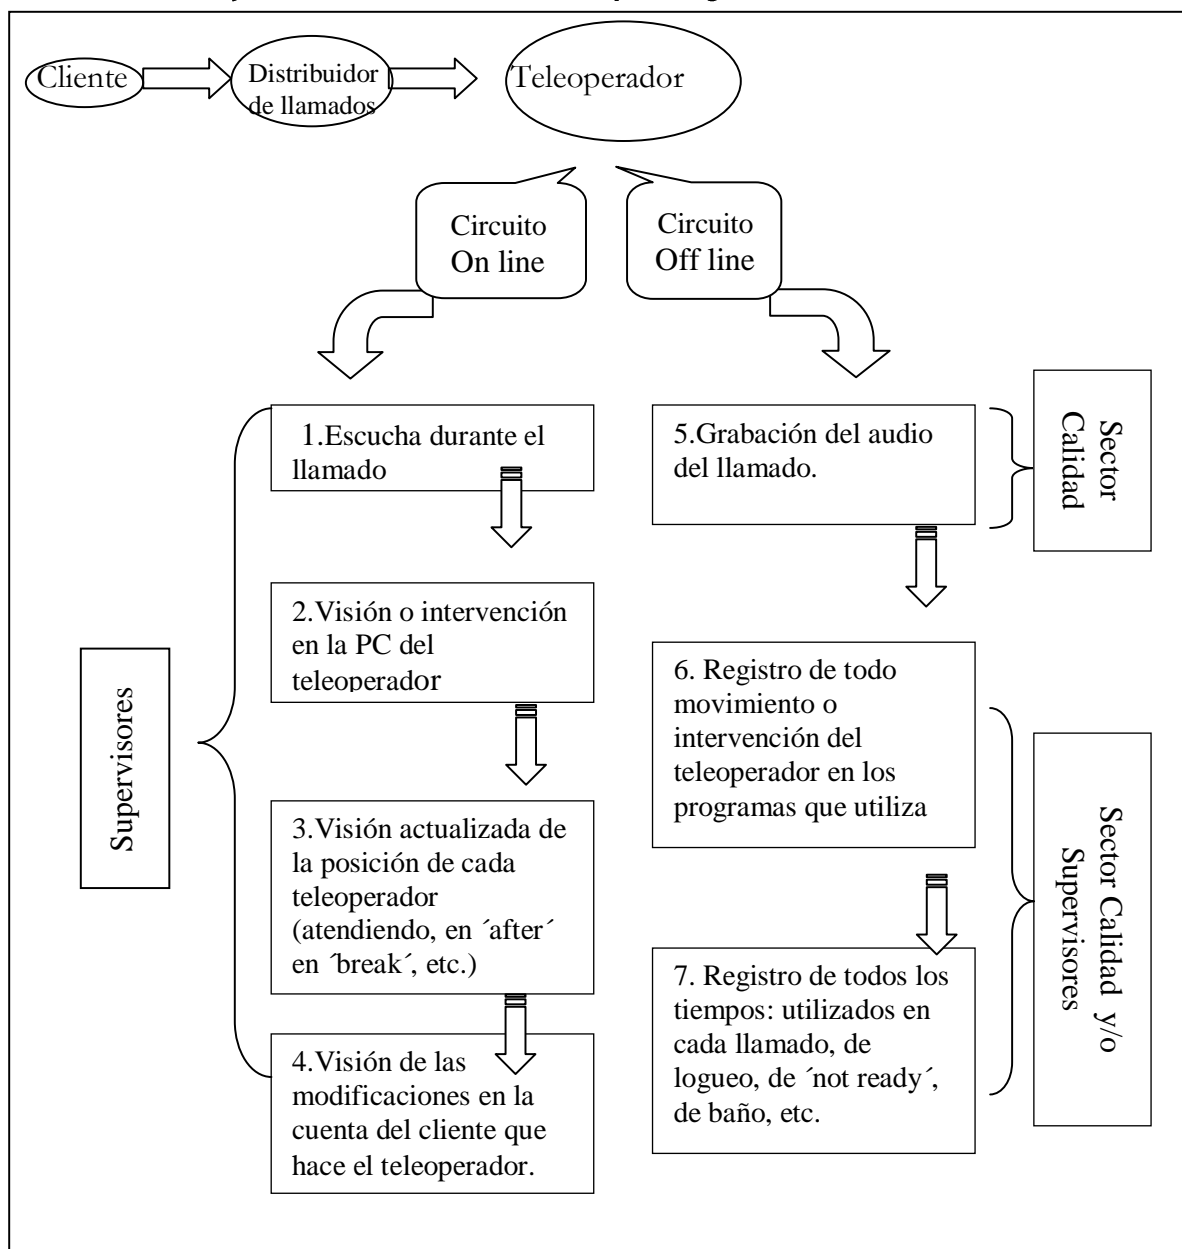 Cliente
Distribuidor
de llamados
Teleoperador
Circuito
On line
Circuito
Off line
1.Escucha durante el
llamado
2.Visión o intervención
en la PC del
teleoperador
3.Visión actualizada de
la posición de cada
teleoperador
(atendiendo, en ´after´
en ´break´, etc.)
4.Visión de las
modificaciones en la
cuenta del cliente que
hace el teleoperador.
Supervisores
5.Grabación del audio
del llamado.
6. Registro de todo
movimiento o
intervención del
teleoperador en los
programas que utiliza
7. Registro de todos los
tiempos: utilizados en
cada llamado, de
logueo, de ´not ready´,
de baño, etc.
Sector
Calidad
Sector Calidad y/o
Supervisores